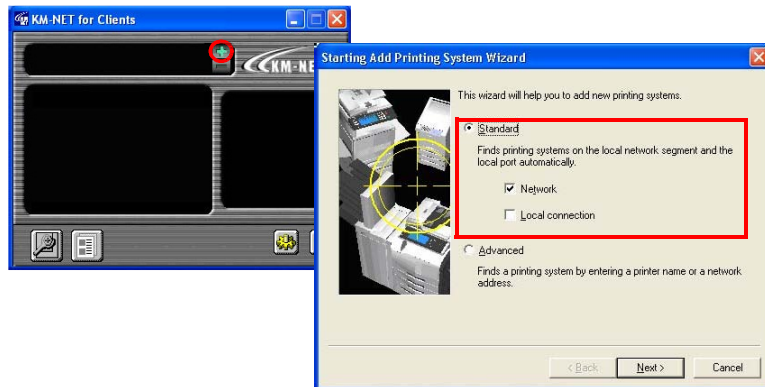 KM-NET for Clients
KM-NE
Starting Add Printing System Wizard
This wizard will help you to add new printing systems.
Standard
Finds printing systems on the local network segment and the
local port automatically.
Network
Local connection
Advanced
Finds a printing system by entering a printer name or a network
address.
< Back
Next >
Cancel